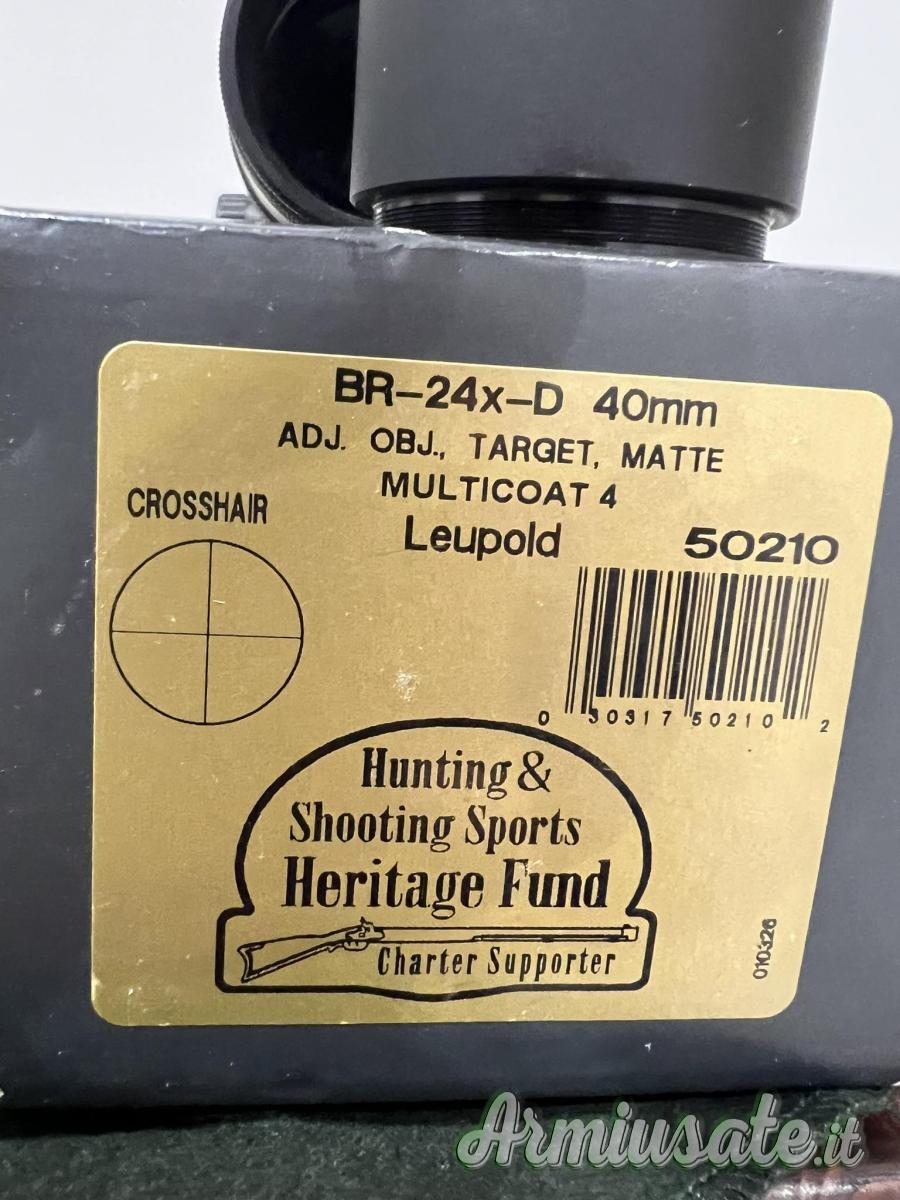 BR-24x-D 40mm
ADJ. OBJ., TARGET, MATTE
MULTICOAT 4
CROSSHAIR
Leupold
50210
0 30317 50210 2
Hunting &
Shooting Sports
Heritage Fund
Charter Supporter
010326
Armiusate.it